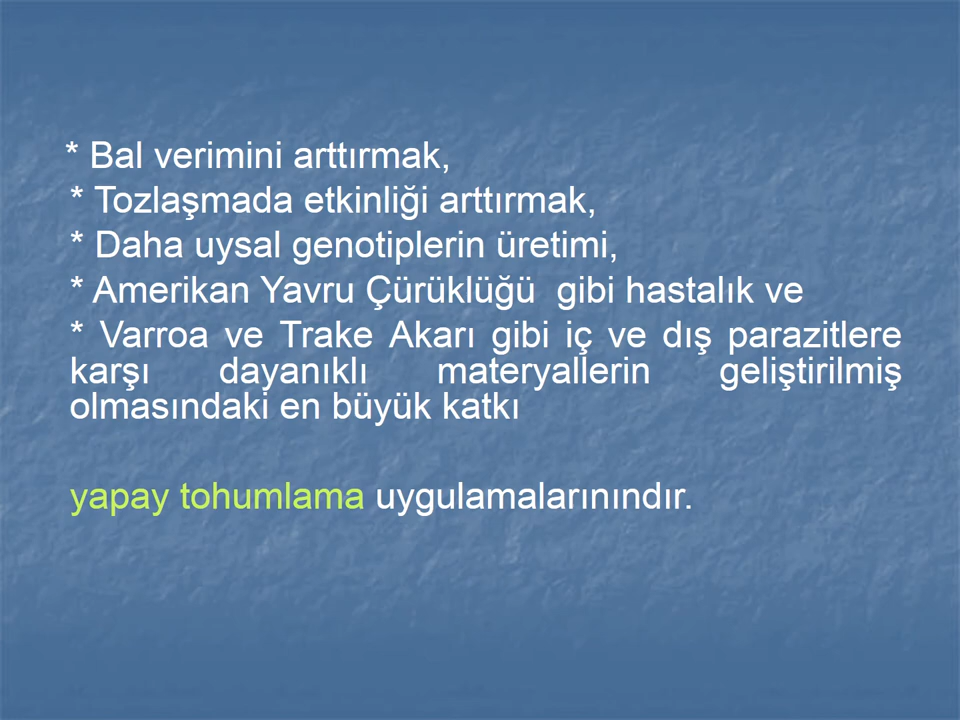 * Bal verimini arttırmak,
* Tozlaşmada etkinliği arttırmak,
* Daha uysal genotiplerin üretimi,
* Amerikan Yavru Çürüklüğü  gibi hastalık ve
* Varroa ve Trake Akarı gibi iç ve dış parazitlere
karşı dayanıklı materyallerin geliştirilmiş
olmasındaki en büyük katkı
yapay tohumlama uygulamalarınındır.